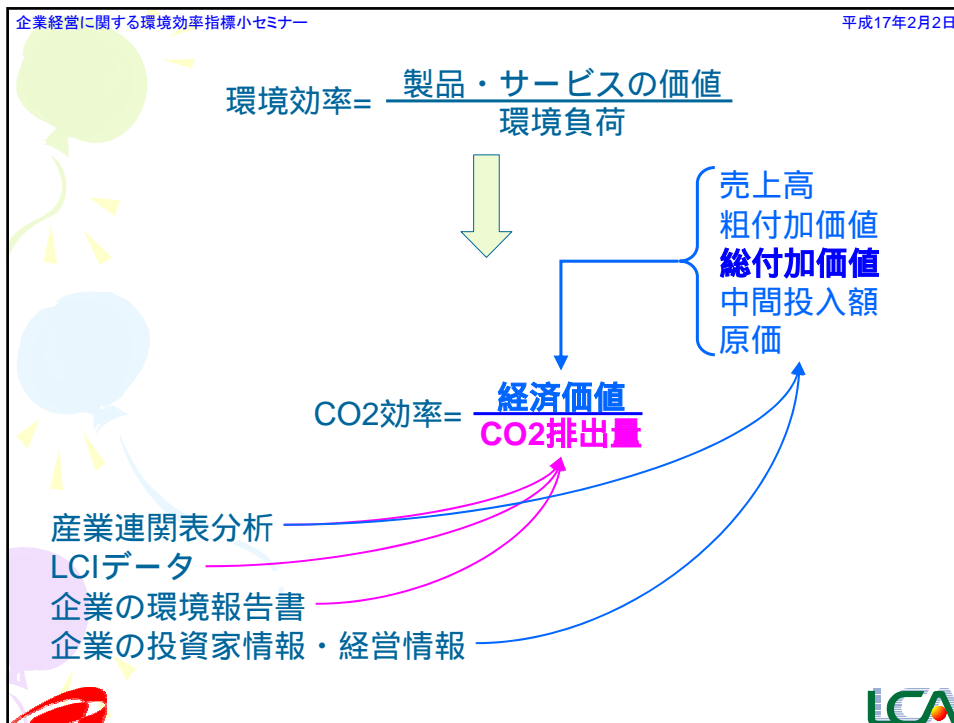 企業経営に関する環境効率指標小セミナー
平成17年2月2日
環境効率=
製品・サービスの価値
環境負荷
売上高
粗付加価値
総付加価値
中間投入額
原価
CO2効率=
経済価値
CO2排出量
産業連関表分析
LCIデータ
企業の環境報告書
企業の投資家情報・経営情報
LCA